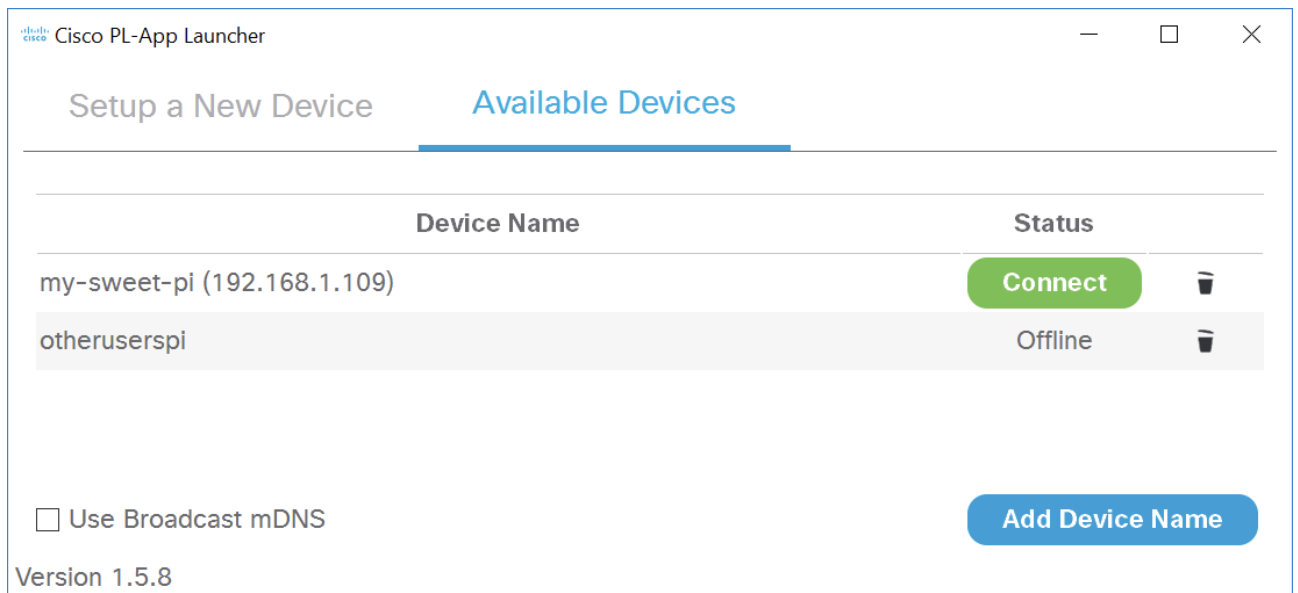 cisco Cisco PL-App Launcher
Setup a New Device Available Devices
Device Name Status
my-sweet-pi (192.168.1.109) Connect
otheruserspi Offline
Use Broadcast mDNS Add Device Name
Version 1.5.8